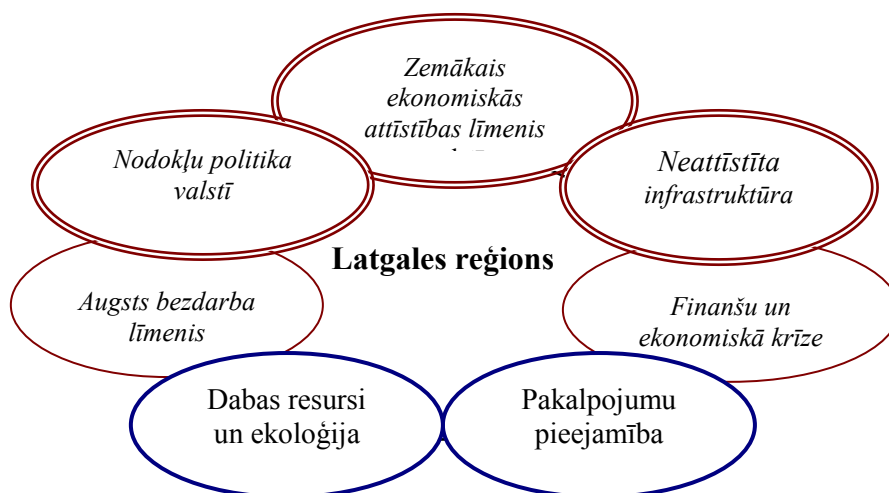 Zemākais
ekonomiskās
attīstības līmenis
Nodokļu politika
valstī
Neattīstīta
infrastruktūra
Latgales reģions
Augsts bezdarba
līmenis
Finanšu un
ekonomiskā krīze
Dabas resursi
un ekoloģija
Pakalpojumu
pieejamība